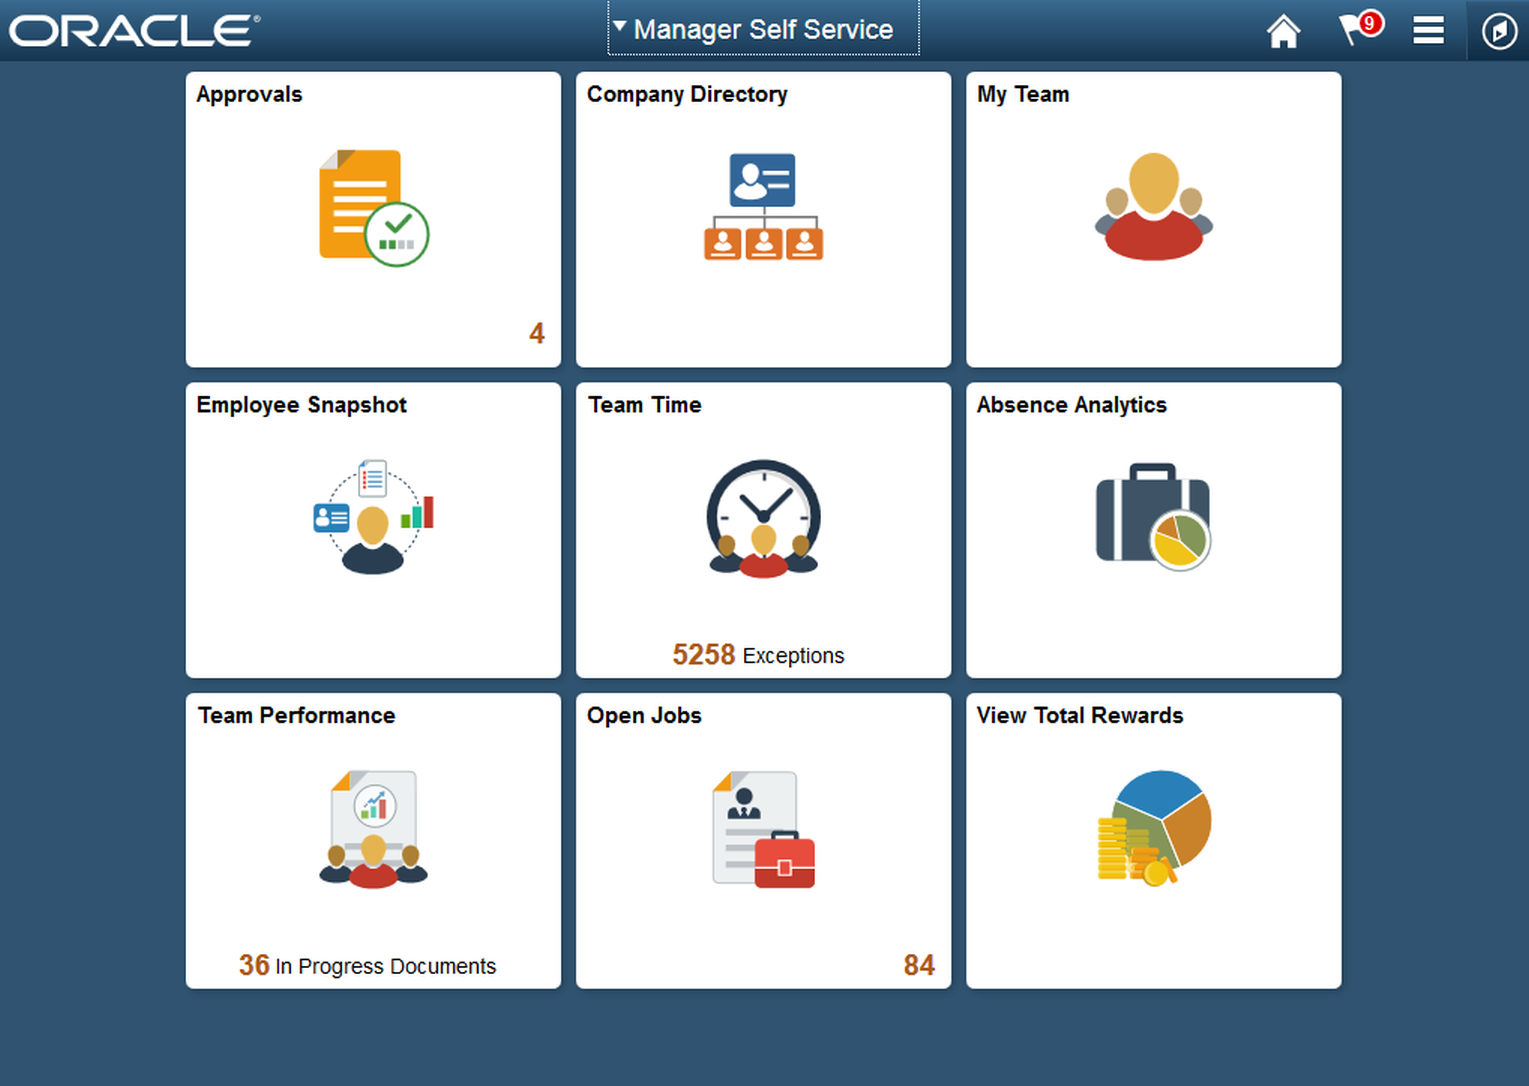 ORACLE®
Manager Self Service
9
Approvals
4
Company Directory
My Team
Employee Snapshot
Team Time
5258 Exceptions
Absence Analytics
Team Performance
36 In Progress Documents
Open Jobs
84
View Total Rewards